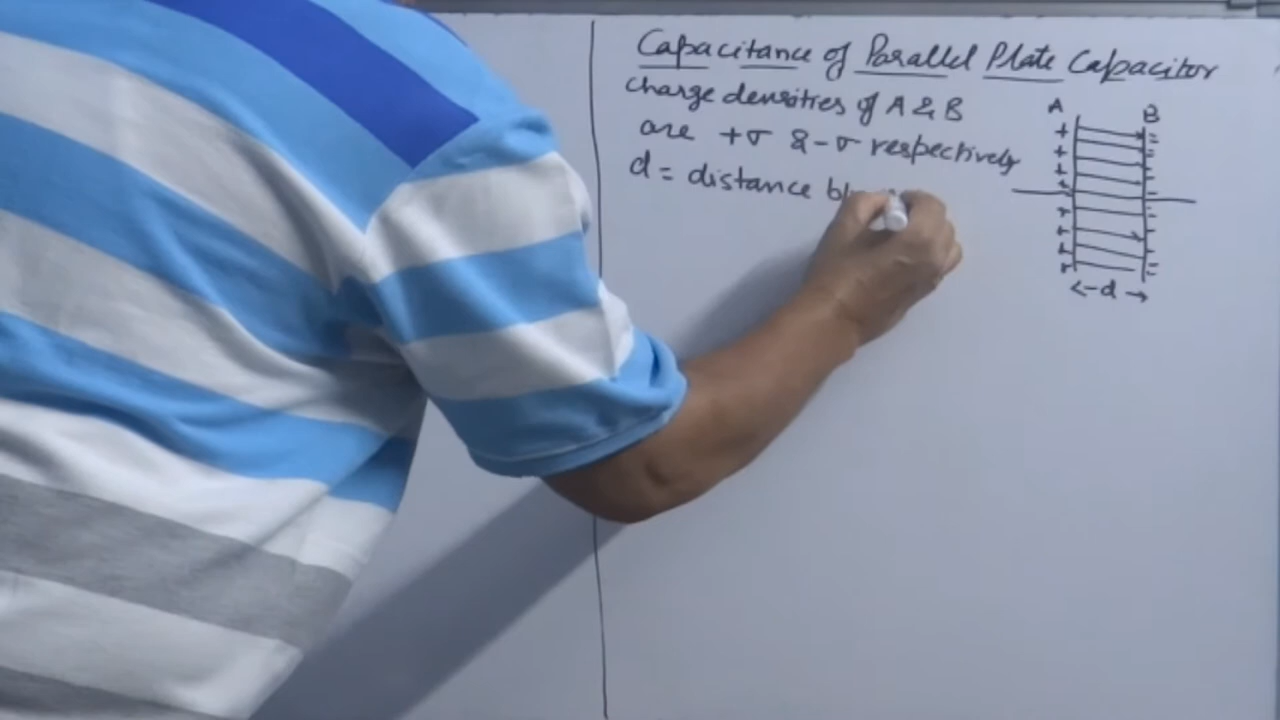 Capacitance of Parallel Plate Capacitor
charge densities of A & B
are +σ & -σ respectively
d = distance
A B
+ -
+ -
+ -
+ -
+ -
+ -
+ -
+ -
←d→